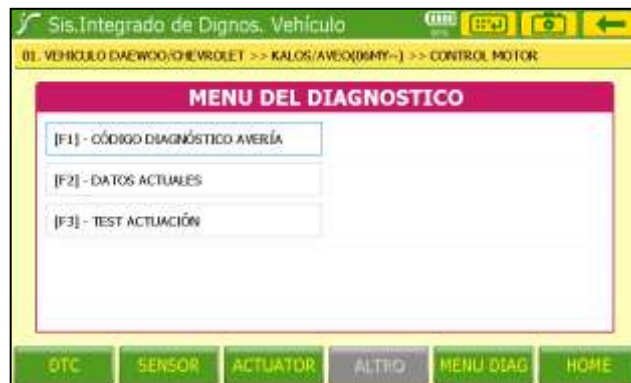 Sis.Integrado de Dignos. Vehículo
01. VEHICULO DAEWOO/CHEVROLET >> KALOS/AVEO(06MY~) >> CONTROL MOTOR
MENU DEL DIAGNOSTICO
[F1] - CÓDIGO DIAGNÓSTICO AVERÍA
[F2] - DATOS ACTUALES
[F3] - TEST ACTUACIÓN
DTC SENSOR ACTUATOR ALTRO MENU DIAG HOME